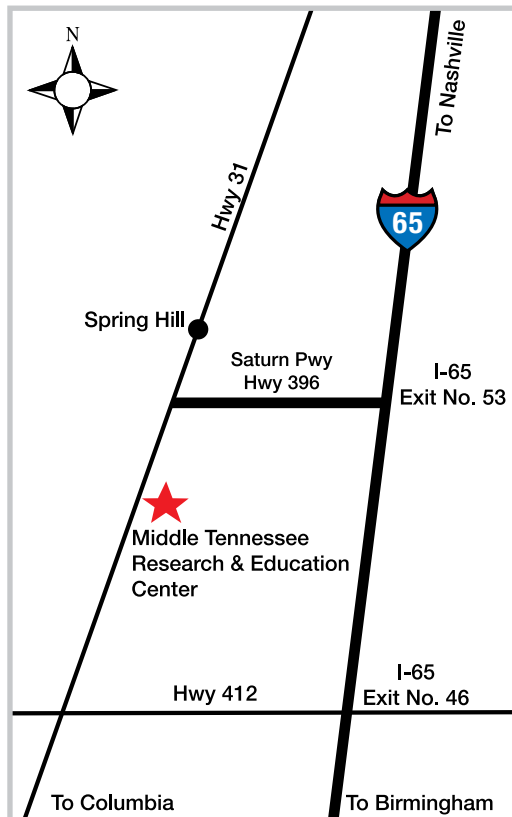 N
To Nashville
Hwy 31
65
Spring Hill
Saturn Pwy
Hwy 396
I-65
Exit No. 53
Middle Tennessee
Research & Education
Center
I-65
Exit No. 46
Hwy 412
To Columbia
To Birmingham